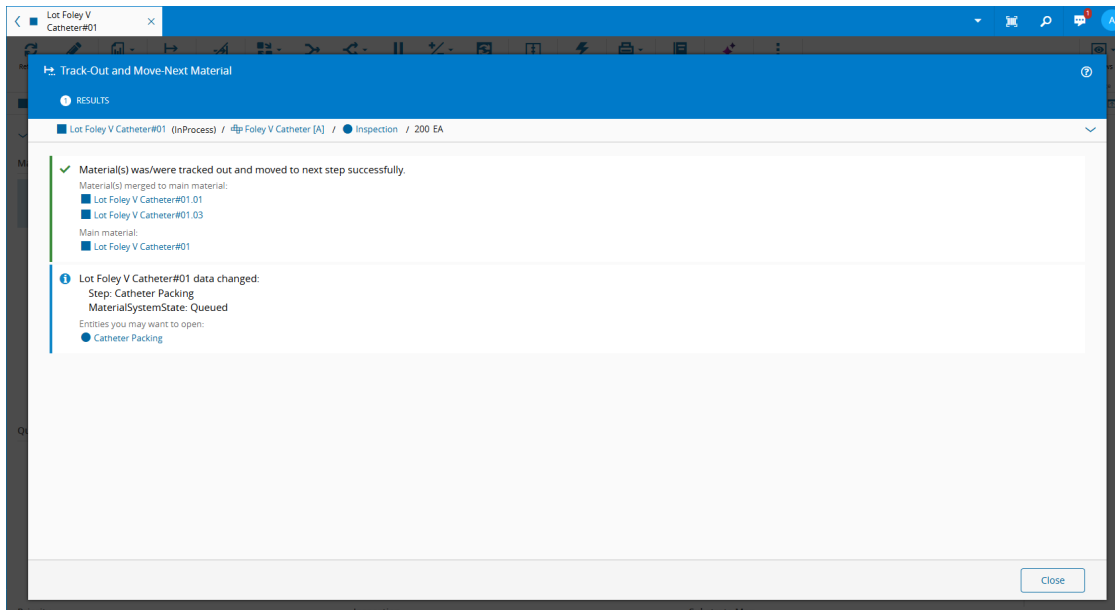 Lot Foley V
Catheter#01
1
A
Track-Out and Move-Next Material
1 RESULTS
Lot Foley V Catheter#01 (InProcess) / Foley V Catheter [A] / Inspection / 200 EA
Material(s) was/were tracked out and moved to next step successfully.
Material(s) merged to main material:
Lot Foley V Catheter#01.01
Lot Foley V Catheter#01.03
Main material:
Lot Foley V Catheter#01
Lot Foley V Catheter#01 data changed:
Step: Catheter Packing
MaterialSystemState: Queued
Entities you may want to open:
Catheter Packing
Close